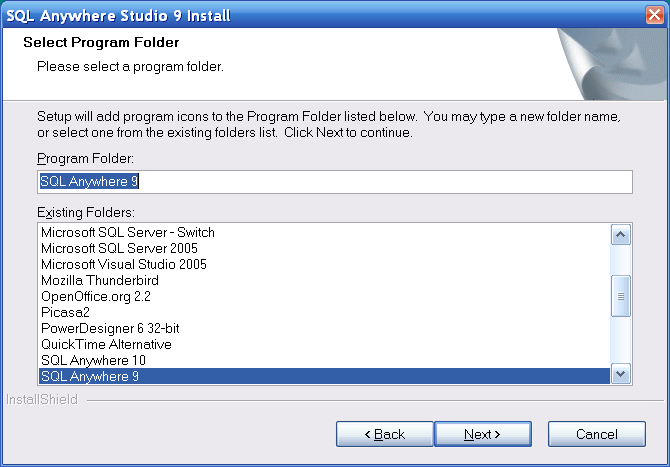 SQL Anywhere Studio 9 Install
Select Program Folder
Please select a program folder.
Setup will add program icons to the Program Folder listed below.  You may type a new folder name,
or select one from the existing folders list.  Click Next to continue.
Program Folder:
SQL Anywhere 9
Existing Folders:
Microsoft SQL Server - Switch
Microsoft SQL Server 2005
Microsoft Visual Studio 2005
Mozilla Thunderbird
OpenOffice.org 2.2
Picasa2
PowerDesigner 6 32-bit
QuickTime Alternative
SQL Anywhere 10
SQL Anywhere 9
InstallShield
< Back
Next >
Cancel